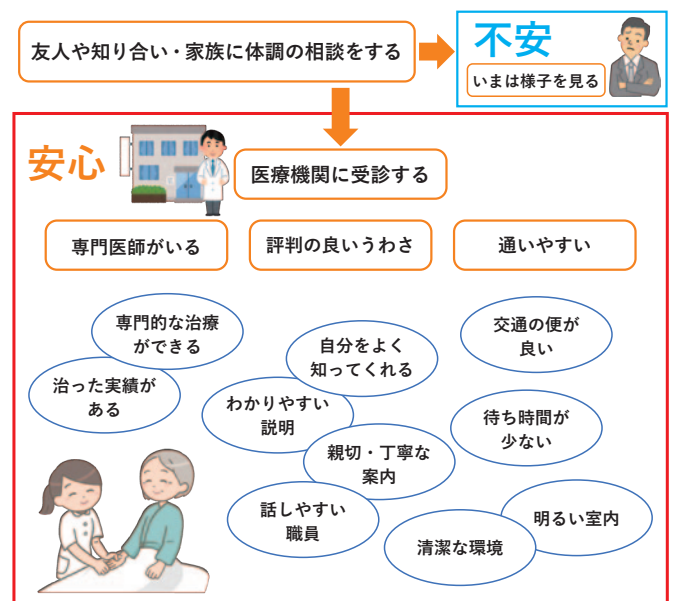 友人や知り合い・家族に体調の相談をする
不安
いまは様子を見る
安心
医療機関に受診する
専門医師がいる
評判の良いうわさ
通いやすい
専門的な治療
ができる
治った実績が
ある
自分をよく
知ってくれる
わかりやすい
説明
親切・丁寧な
案内
話しやすい
職員
交通の便が
良い
待ち時間が
少ない
明るい室内
清潔な環境